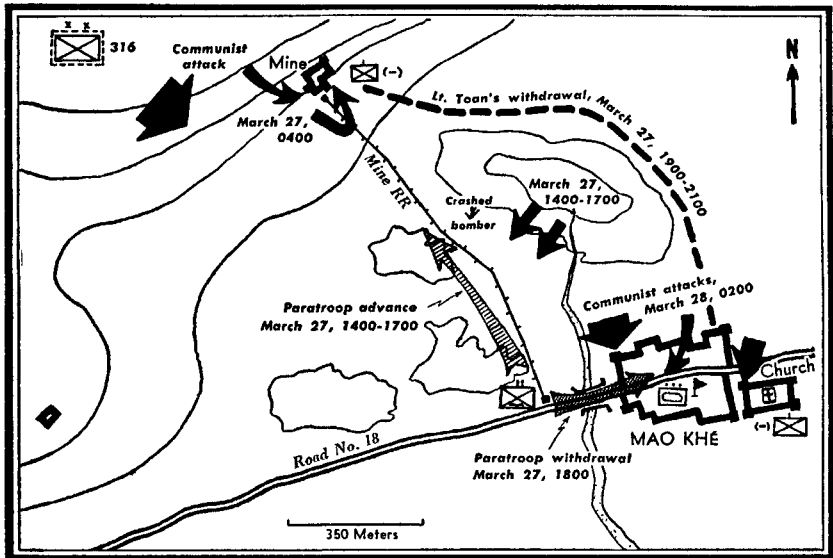 x x
316
Communist
attack
Mine
(-)
N
Lt. Toan's withdrawal, March 27, 1900-2100
March 27,
0400
Mine RR
Crashed
bomber
March 27,
1400-1700
Communist attacks,
March 28, 0200
Paratroop advance
March 27, 1400-1700
Church
MAO KHÉ
(-)
Road No. 18
Paratroop withdrawal
March 27, 1800
350 Meters